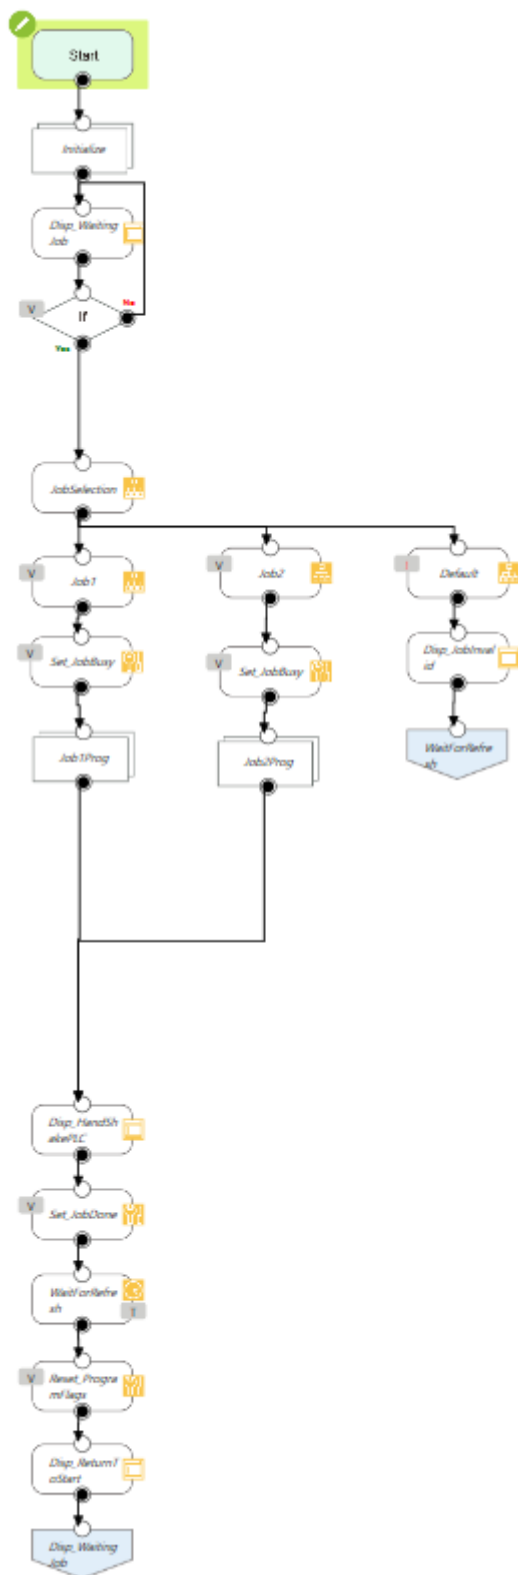 Start
Initialize
Disp_Waiting
Job
V
If
No
Yes
JobSelection
V
Job1
V
Job2
!
Default
V
Set_JobBusy
V
Set_JobBusy
Disp_JobInval
id
Job1Prog
Job2Prog
WaitForRefre
sh
Disp_HandSh
akePLC
V
Set_JobDone
WaitForRefre
sh
T
V
Reset_Progra
mFlags
Disp_ReturnT
oStart
Disp_Waiting
Job